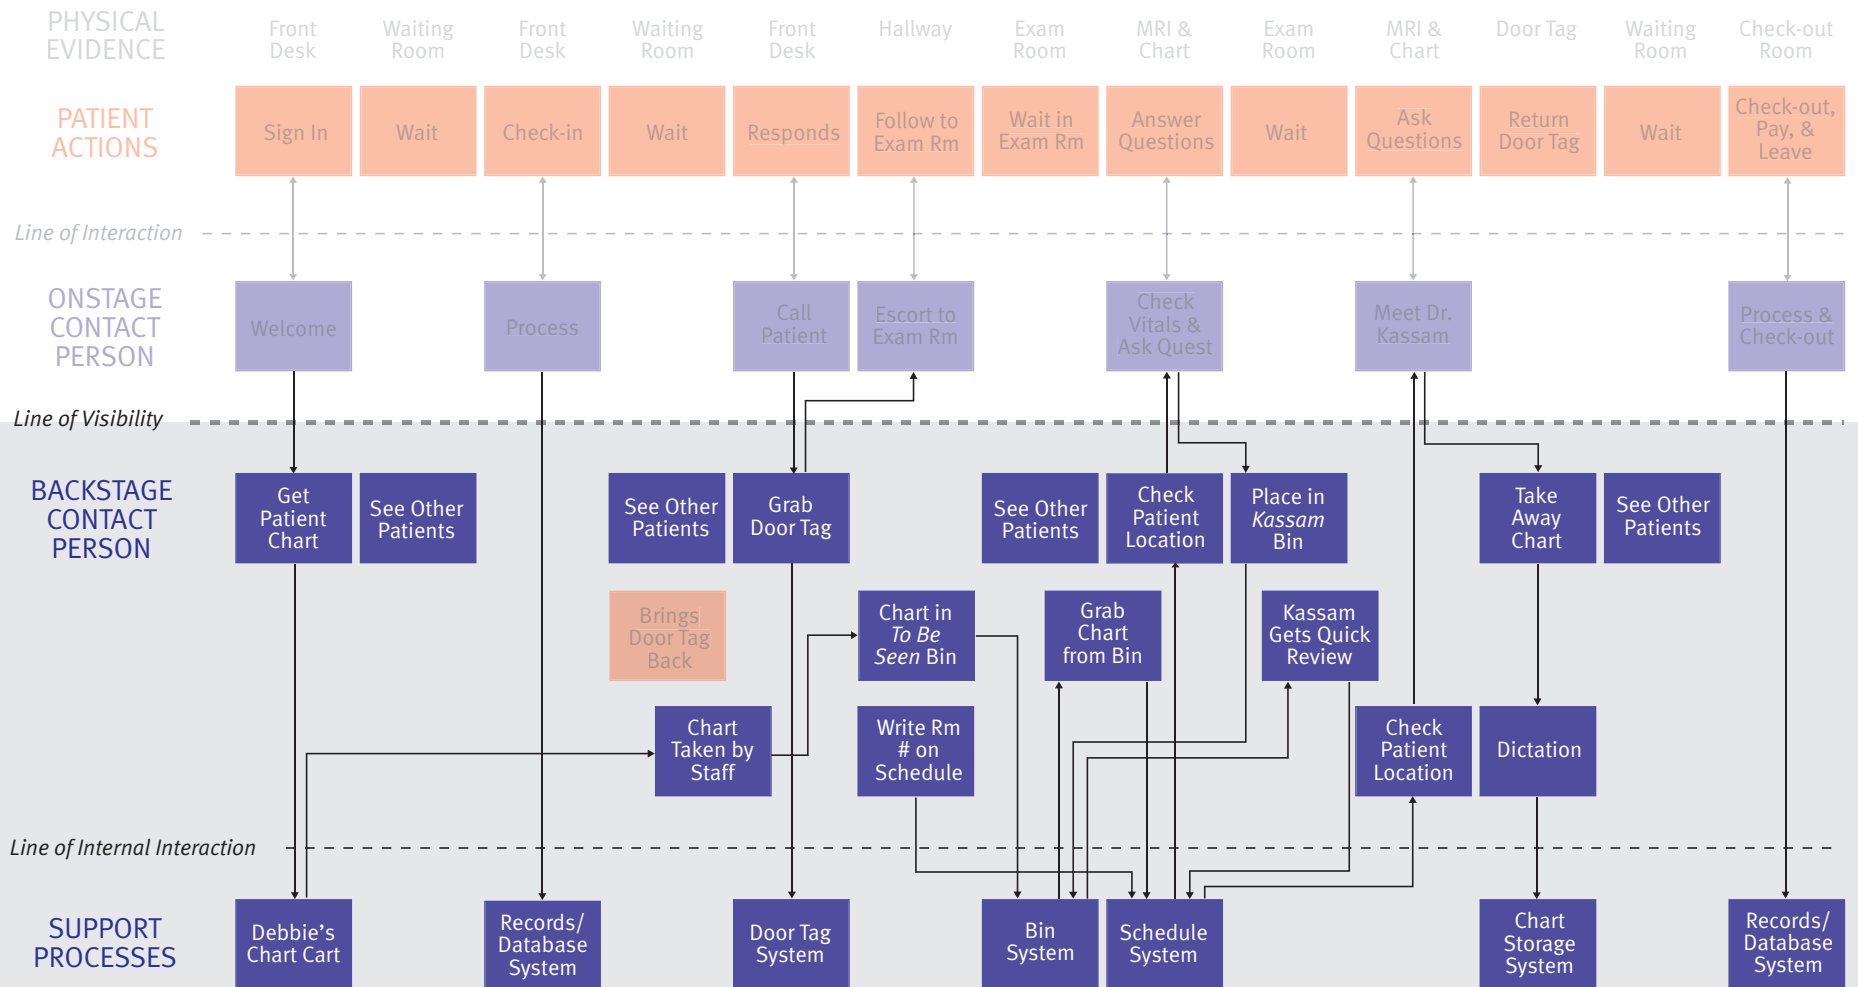 PHYSICAL
EVIDENCE
Front
Desk
Waiting
Room
Front
Desk
Waiting
Room
Front
Desk
Hallway
Exam
Room
MRI &
Chart
Exam
Room
MRI &
Chart
Door Tag
Waiting
Room
Check-out
Room
PATIENT
ACTIONS
Sign In
Wait
Check-in
Wait
Responds
Follow to
Exam Rm
Wait in
Exam Rm
Answer
Questions
Wait
Ask
Questions
Return
Door Tag
Wait
Check-out,
Pay, &
Leave
Line of Interaction
ONSTAGE
CONTACT
PERSON
Welcome
Process
Call
Patient
Escort to
Exam Rm
Check
Vitals &
Ask Quest
Meet Dr.
Kassam
Process &
Check-out
Line of Visibility
BACKSTAGE
CONTACT
PERSON
Get
Patient
Chart
See Other
Patients
See Other
Patients
Grab
Door Tag
See Other
Patients
Check
Patient
Location
Place in
Kassam
Bin
Take
Away
Chart
See Other
Patients
Brings
Door Tag
Back
Chart in
To Be
Seen Bin
Grab
Chart
from Bin
Kassam
Gets Quick
Review
Chart
Taken by
Staff
Write Rm
# on
Schedule
Check
Patient
Location
Dictation
Line of Internal Interaction
SUPPORT
PROCESSES
Debbie's
Chart Cart
Records/
Database
System
Door Tag
System
Bin
System
Schedule
System
Chart
Storage
System
Records/
Database
System